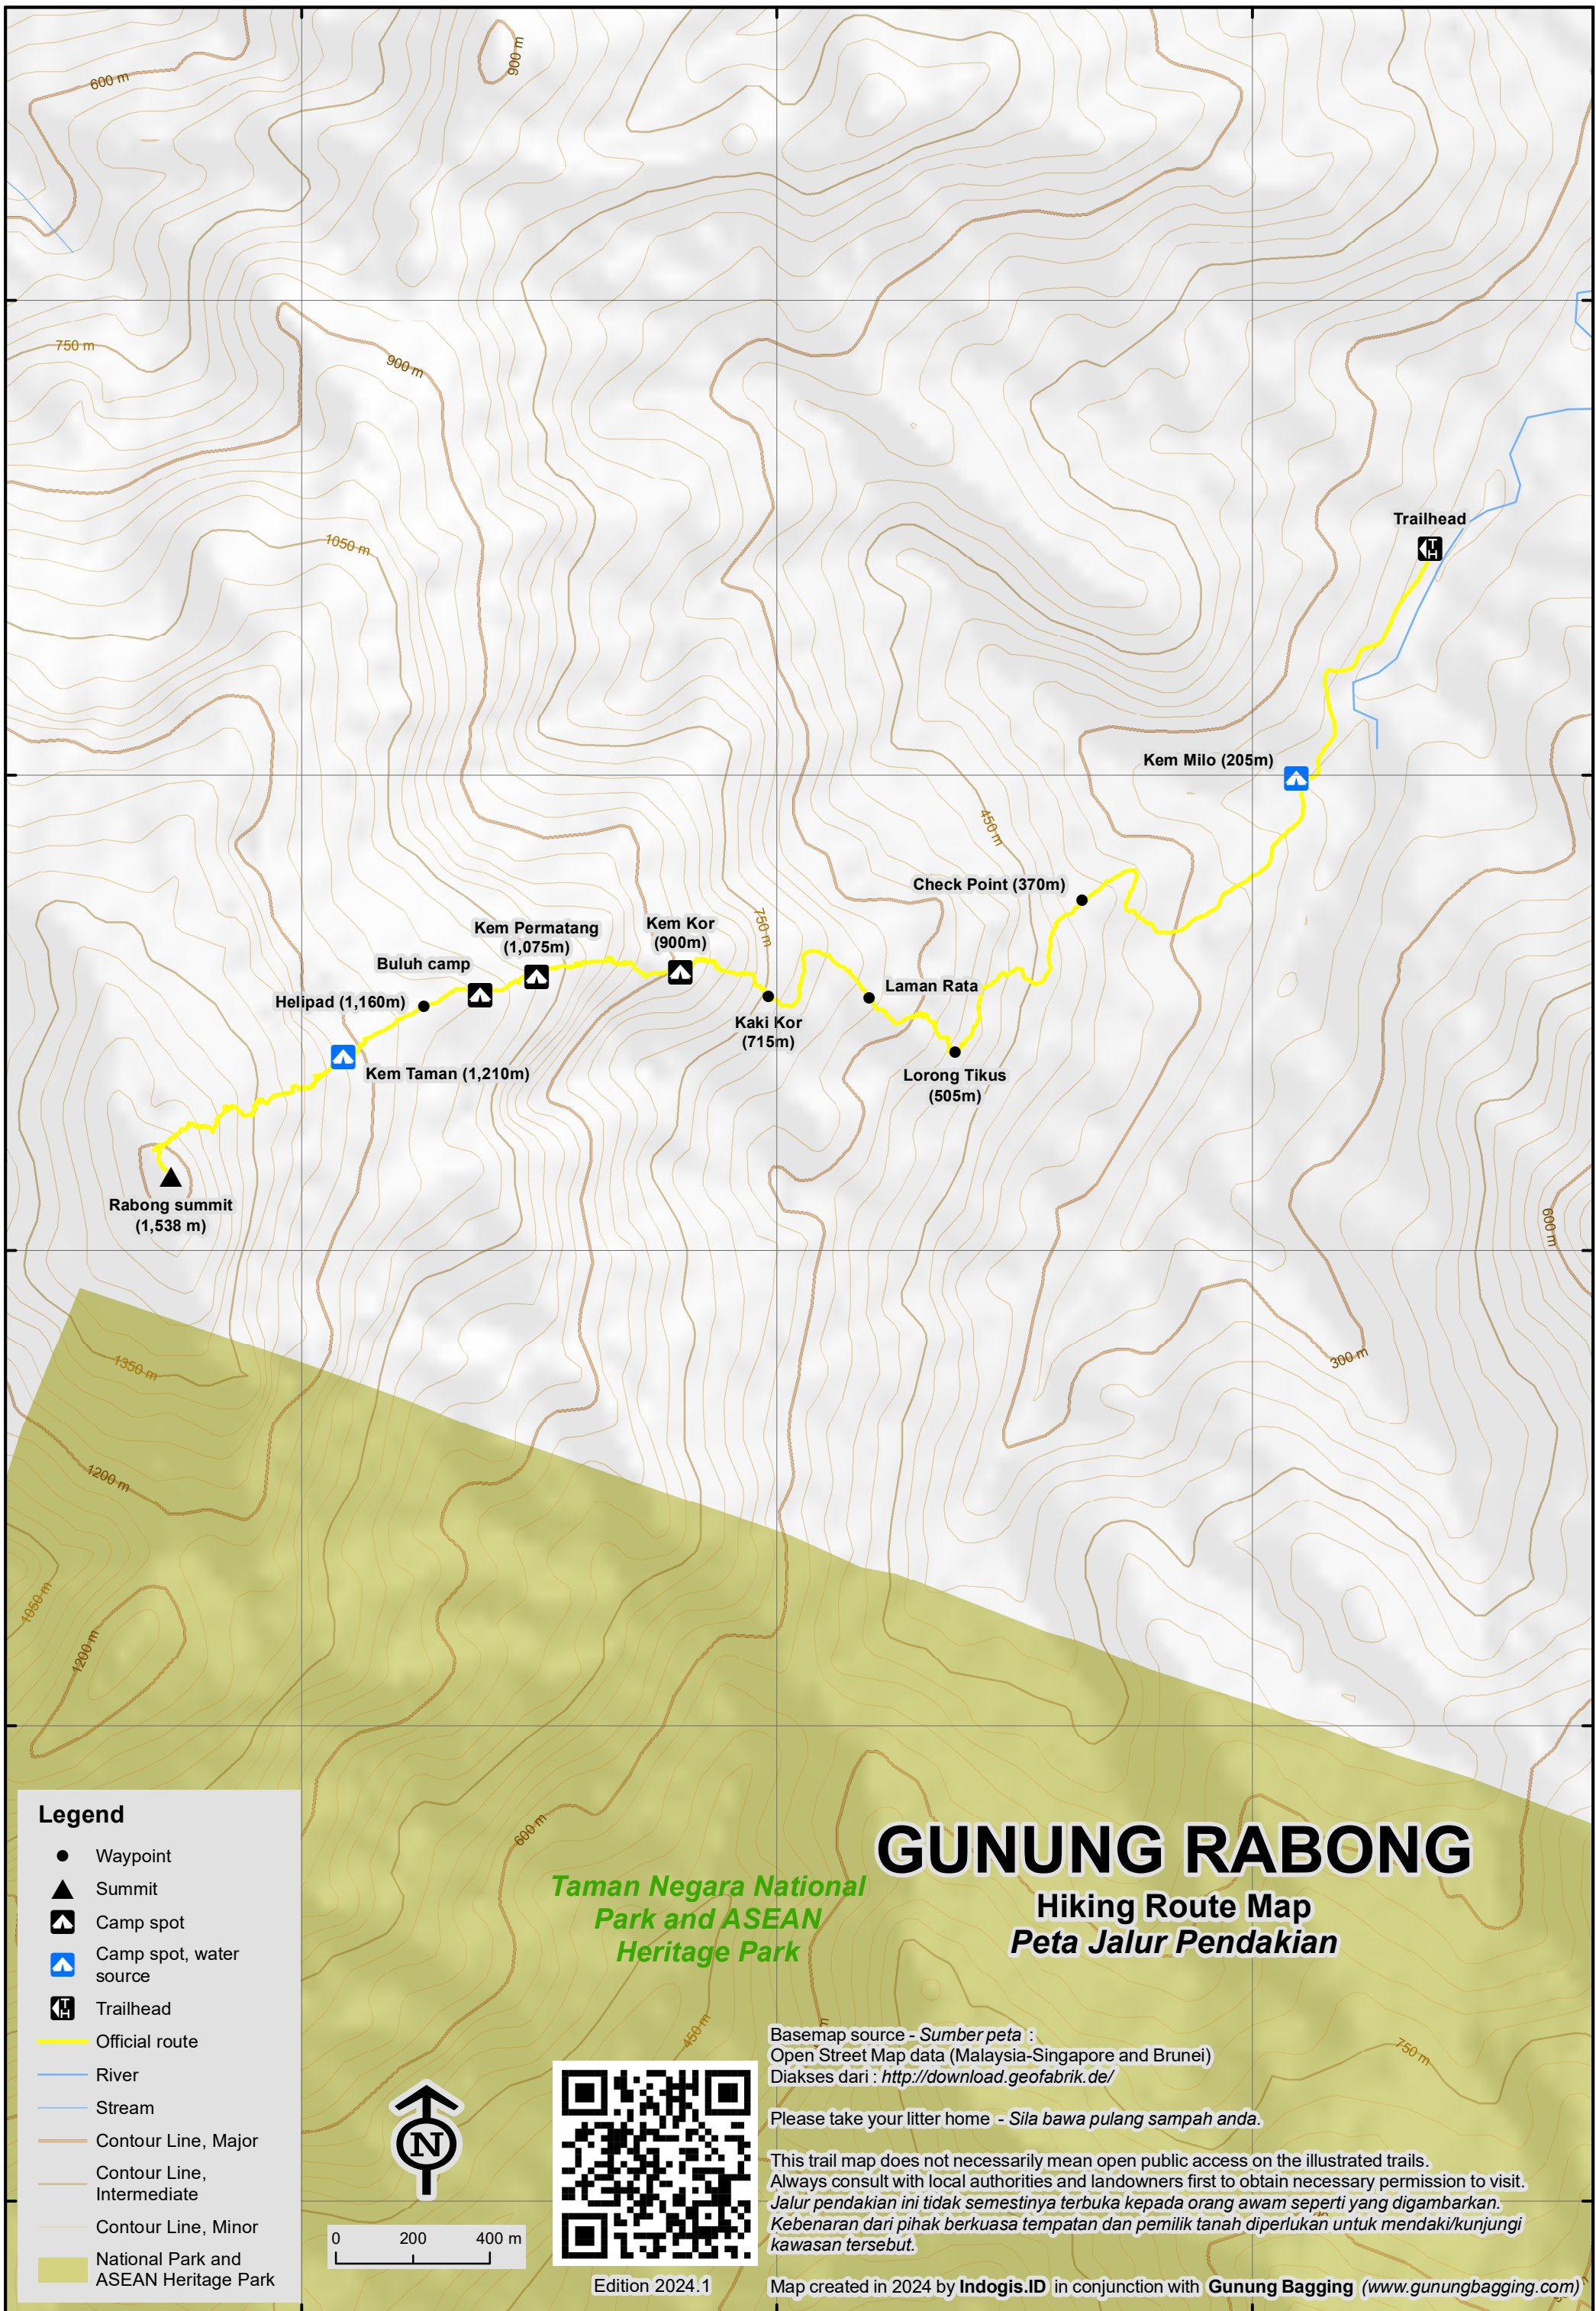 600 m
900 m
750 m
900 m
1050 m
Trailhead
TH
Kem Milo (205m)
450 m
Check Point (370m)
750 m
Kem Kor
(900m)
Kem Permatang
(1,075m)
Buluh camp
Helipad (1,160m)
Laman Rata
Kaki Kor
(715m)
Kem Taman (1,210m)
Lorong Tikus
(505m)
Rabong summit
(1,538 m)
600 m
300 m
1350 m
1200 m
1050 m
1200 m
600 m
450 m
750 m
Legend
Waypoint
Summit
Camp spot
Camp spot, water
source
TH
Trailhead
Official route
River
Stream
Contour Line, Major
Contour Line,
Intermediate
Contour Line, Minor
National Park and
ASEAN Heritage Park
Taman Negara National
Park and ASEAN
Heritage Park
GUNUNG RABONG
Hiking Route Map
Peta Jalur Pendakian
N
0 200 400 m
Edition 2024.1
Basemap source - Sumber peta :
Open Street Map data (Malaysia-Singapore and Brunei)
Diakses dari : http://download.geofabrik.de/
Please take your litter home - Sila bawa pulang sampah anda.
This trail map does not necessarily mean open public access on the illustrated trails.
Always consult with local authorities and landowners first to obtain necessary permission to visit.
Jalur pendakian ini tidak semestinya terbuka kepada orang awam seperti yang digambarkan.
Kebenaran dari pihak berkuasa tempatan dan pemilik tanah diperlukan untuk mendaki/kunjungi
kawasan tersebut.
Map created in 2024 by Indogis.ID in conjunction with Gunung Bagging (www.gunungbagging.com)